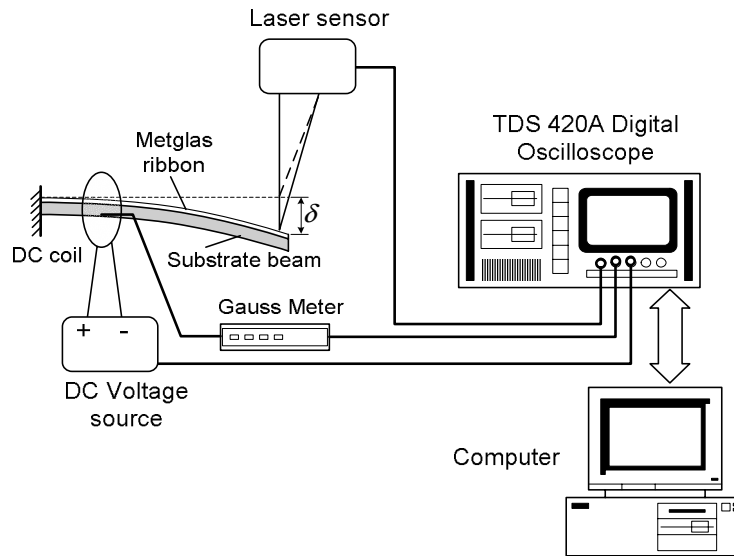 Laser sensor
TDS 420A Digital
Oscilloscope
Metglas
ribbon
δ
DC coil
Substrate beam
Gauss Meter
+ -
DC Voltage
source
Computer